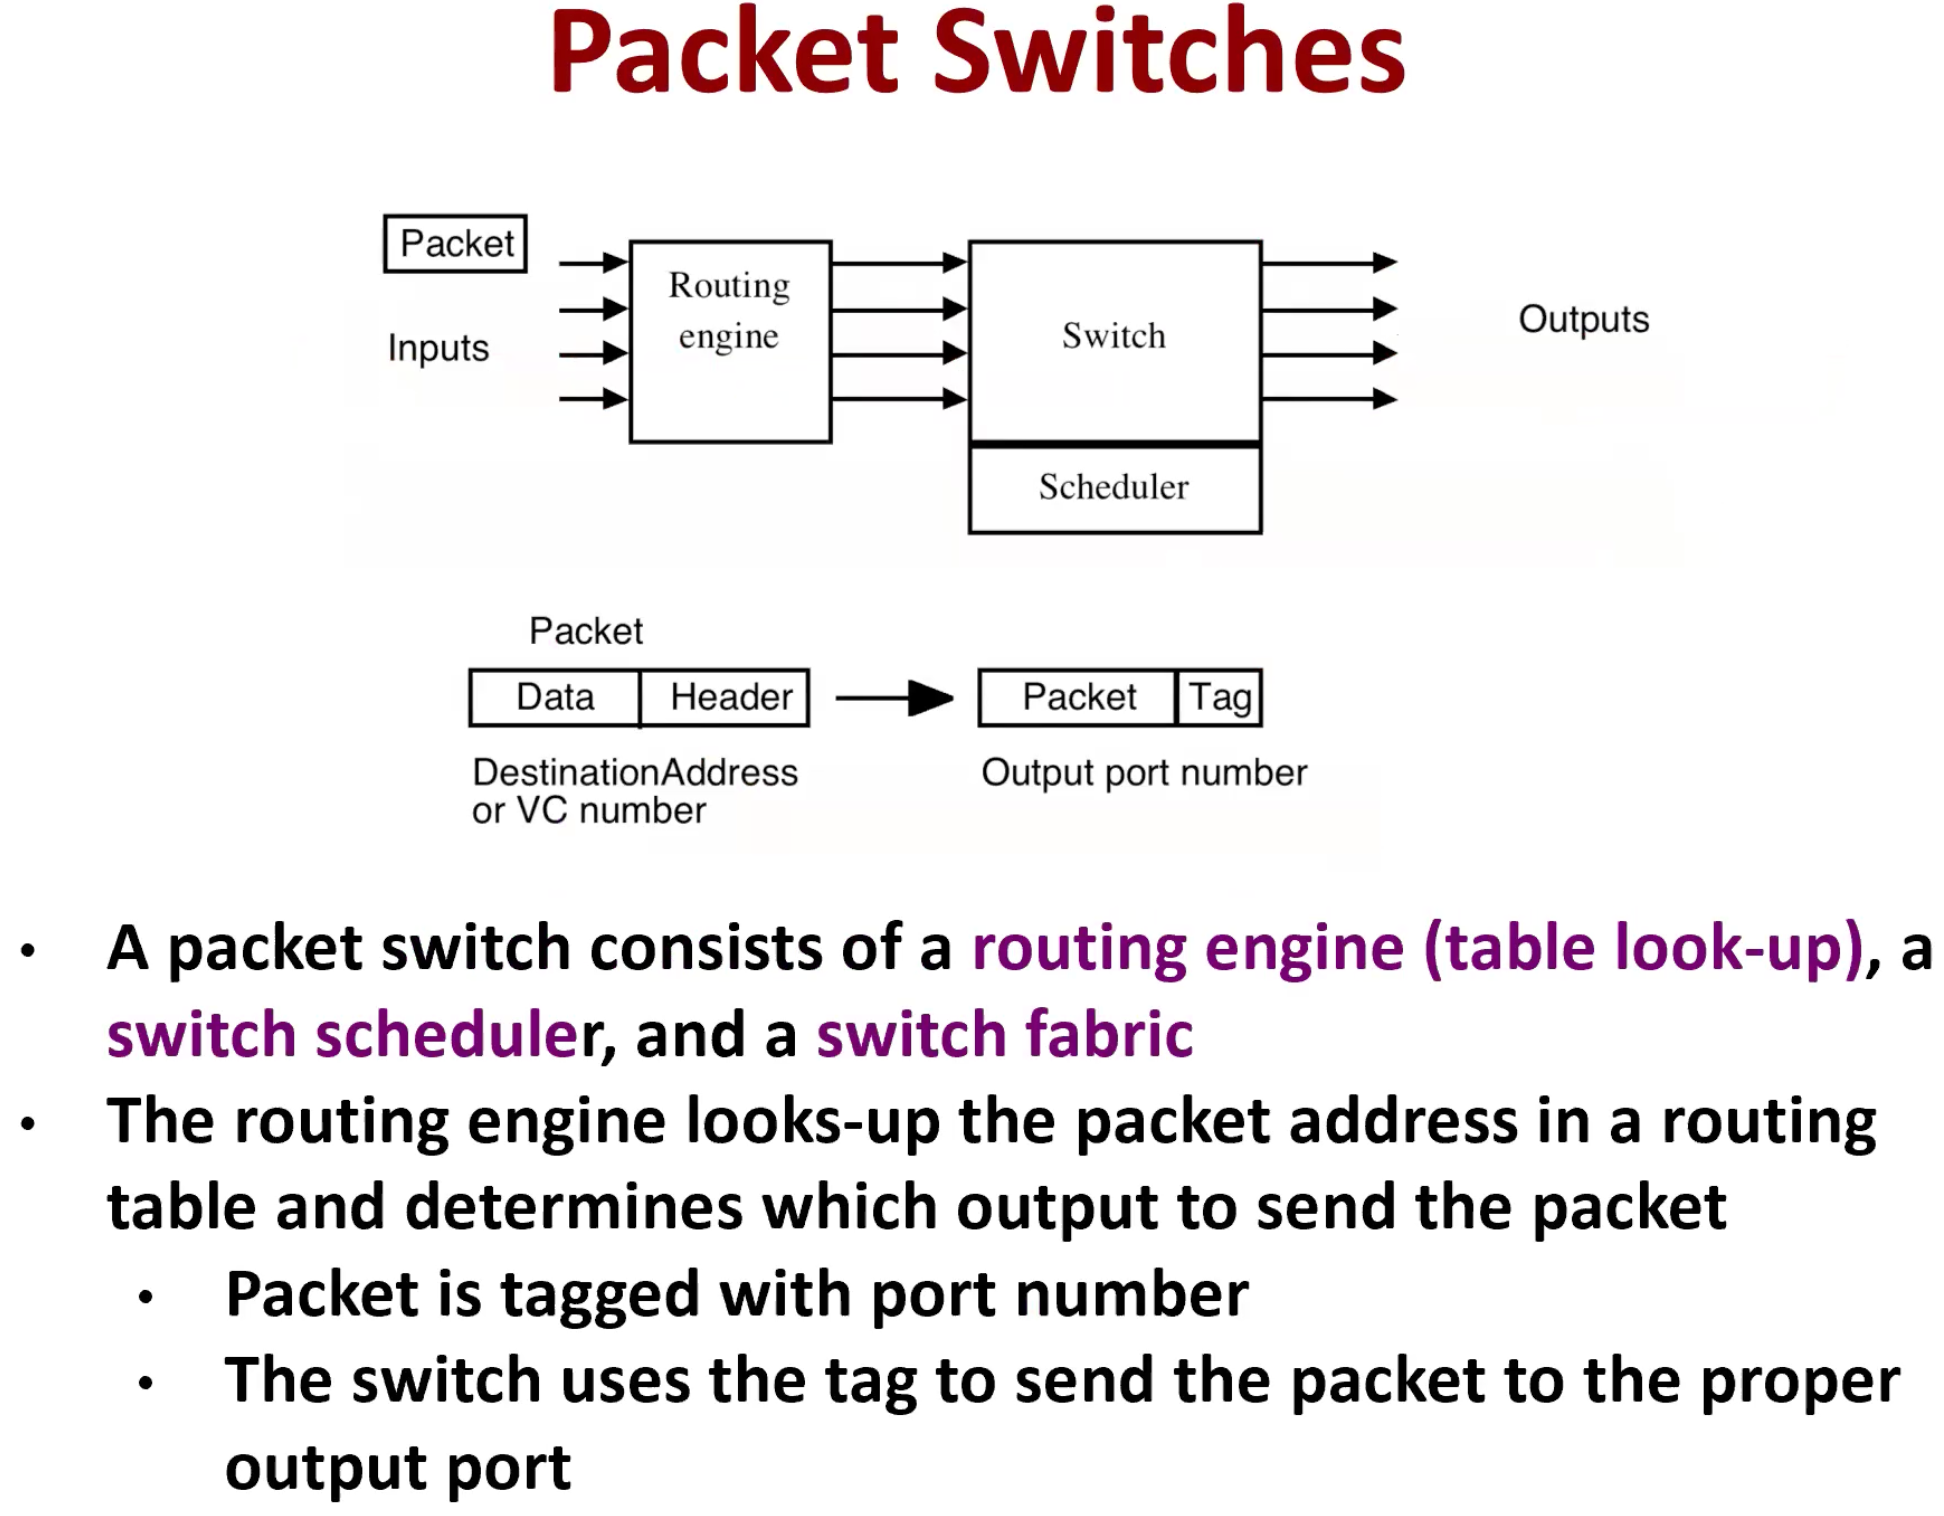 Packet Switches
Packet
Inputs
Routing
engine
Switch
Scheduler
Outputs
Packet
Data
Header
Packet
Tag
DestinationAddress
or VC number
Output port number
• A packet switch consists of a routing engine (table look-up), a
switch scheduler, and a switch fabric
• The routing engine looks-up the packet address in a routing
table and determines which output to send the packet
• Packet is tagged with port number
• The switch uses the tag to send the packet to the proper
output port